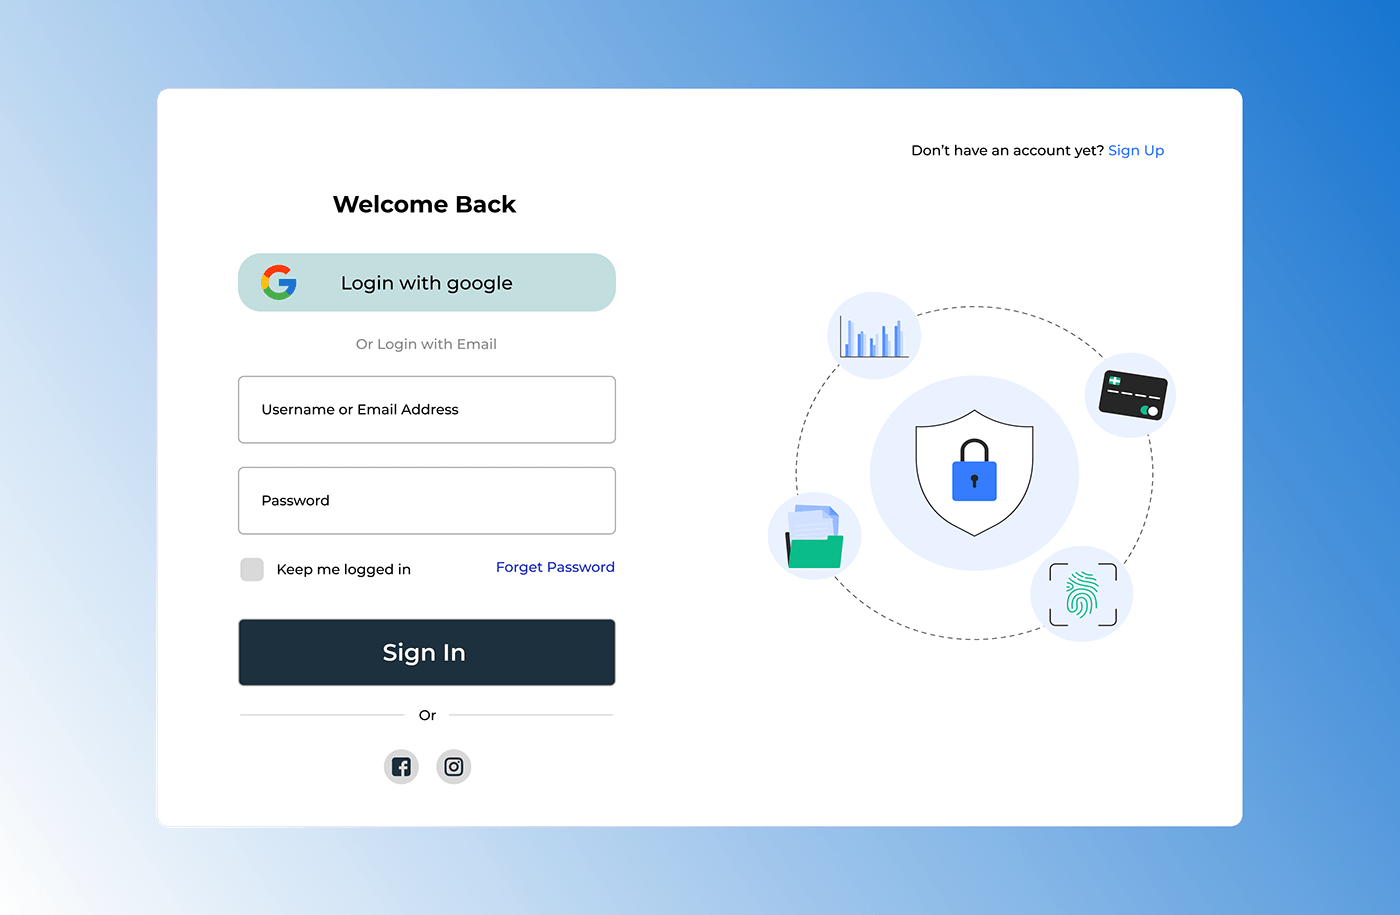 Don’t have an account yet? Sign Up
Welcome Back
Login with google
Or Login with Email
Username or Email Address
Password
Keep me logged in
Forget Password
Sign In
Or